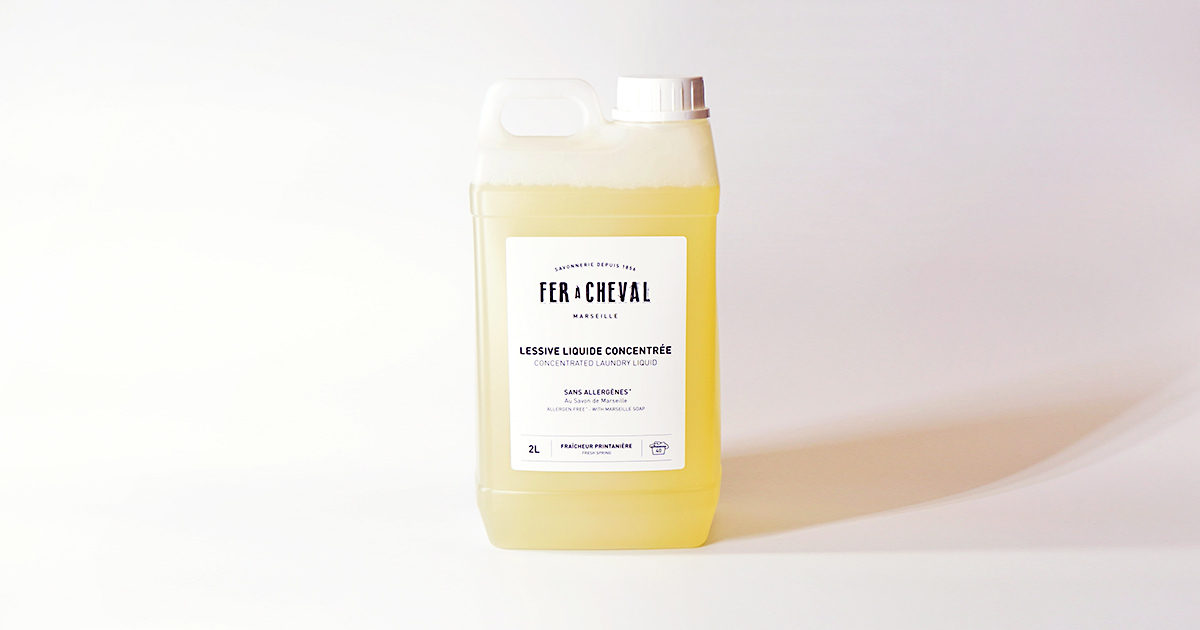 SAVONNERIE DEPUIS 1856
FER À CHEVAL
MARSEILLE
LESSIVE LIQUIDE CONCENTRÉE
CONCENTRATED LAUNDRY LIQUID
SANS ALLERGÈNES*
Au Savon de Marseille
ALLERGEN FREE* - WITH MARSEILLE SOAP
2L
FRAÎCHEUR PRINTANIÈRE
FRESH SPRING
40